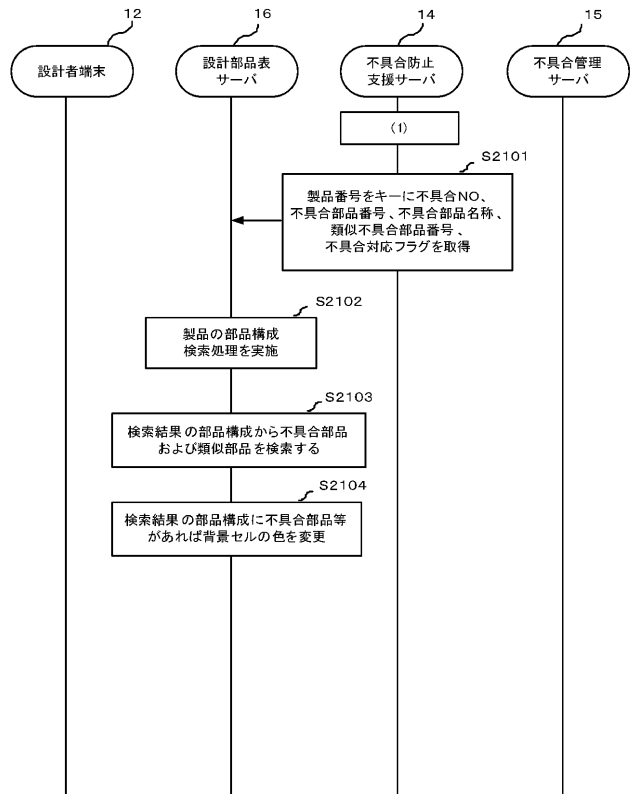 12
16
14
15
設計者端末
設計部品表
サーバ
不具合防止
支援サーバ
不具合管理
サーバ
(1)
S2101
製品番号をキーに不具合NO、
不具合部品番号、不具合部品名称、
類似不具合部品番号、
不具合対応フラグを取得
S2102
製品の部品構成
検索処理を実施
S2103
検索結果の部品構成から不具合部品
および類似部品を検索する
S2104
検索結果の部品構成に不具合部品等
があれば背景セルの色を変更